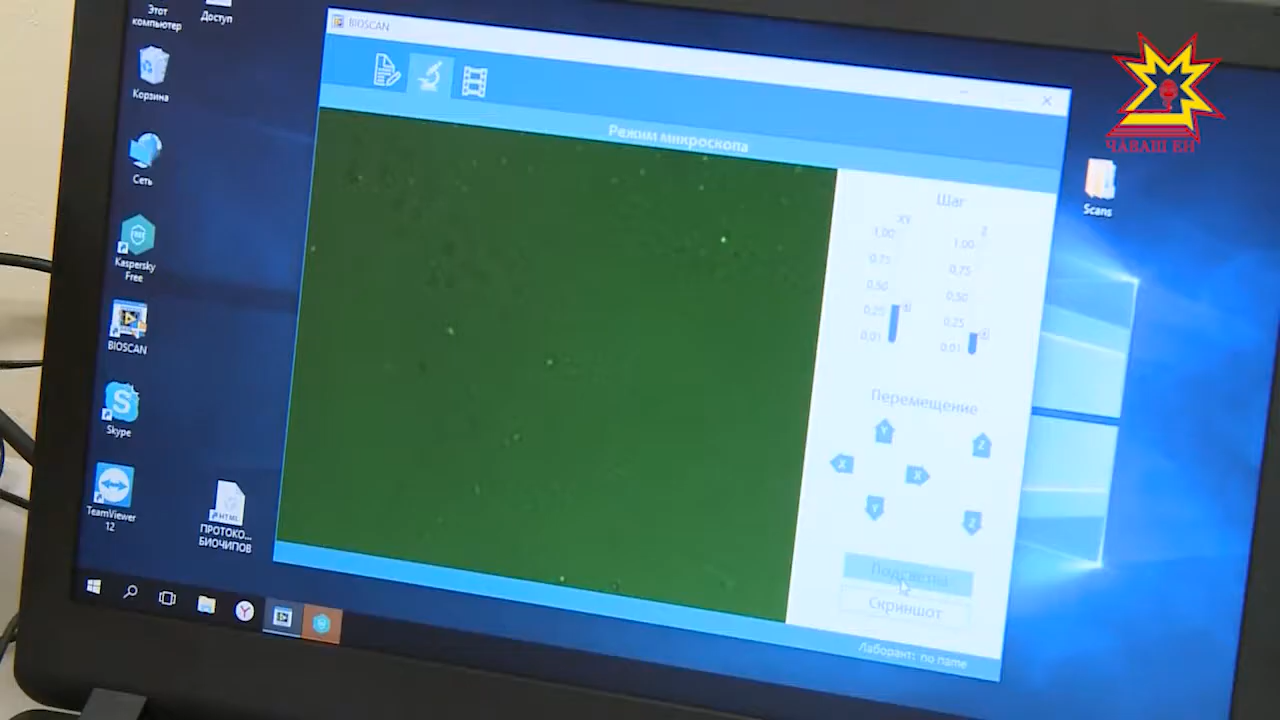 Этот
компьютер
Доступ
Корзина
Сеть
Kaspersky
Free
BIOSCAN
Skype
TeamViewer
12
ПРОТОКО...
БИОЧИПОВ
HTML
BIOSCAN
Режим микроскопа
Шаг
XY
Z
1,00
0,75
0,50
0,25
0,01
1,00
0,75
0,50
0,25
0,01
Перемещение
Y
Z
X
X
Y
Z
Скриншот
Лаборант: no name
Scans
ЧАВАШ ЕН